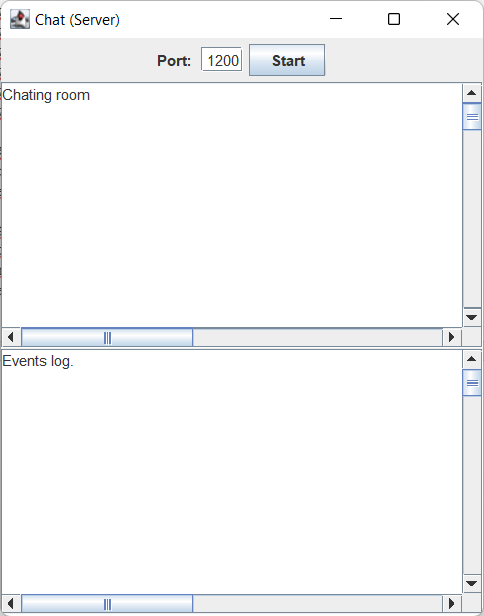 Chat (Server)
Port: 1200 Start
Chating room
Events log.